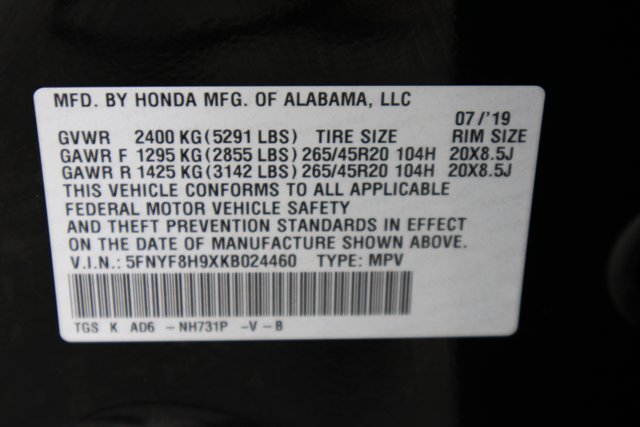 MFD. BY HONDA MFG. OF ALABAMA, LLC
07/'19
GVWR 2400 KG(5291 LBS) TIRE SIZE RIM SIZE
GAWR F 1295 KG(2855 LBS) 265/45R20 104H 20X8.5J
GAWR R 1425 KG(3142 LBS) 265/45R20 104H 20X8.5J
THIS VEHICLE CONFORMS TO ALL APPLICABLE
FEDERAL MOTOR VEHICLE SAFETY
AND THEFT PREVENTION STANDARDS IN EFFECT
ON THE DATE OF MANUFACTURE SHOWN ABOVE.
V.I.N.: 5FNYF8H9XKB024460 TYPE: MPV
TGS K AD6 -NH731P -V-B